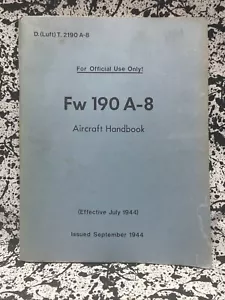 D.(Luft)T.2190 A-8
For Official Use Only!
Fw 190 A-8
Aircraft Handbook
(Effective July 1944)
Issued September 1944